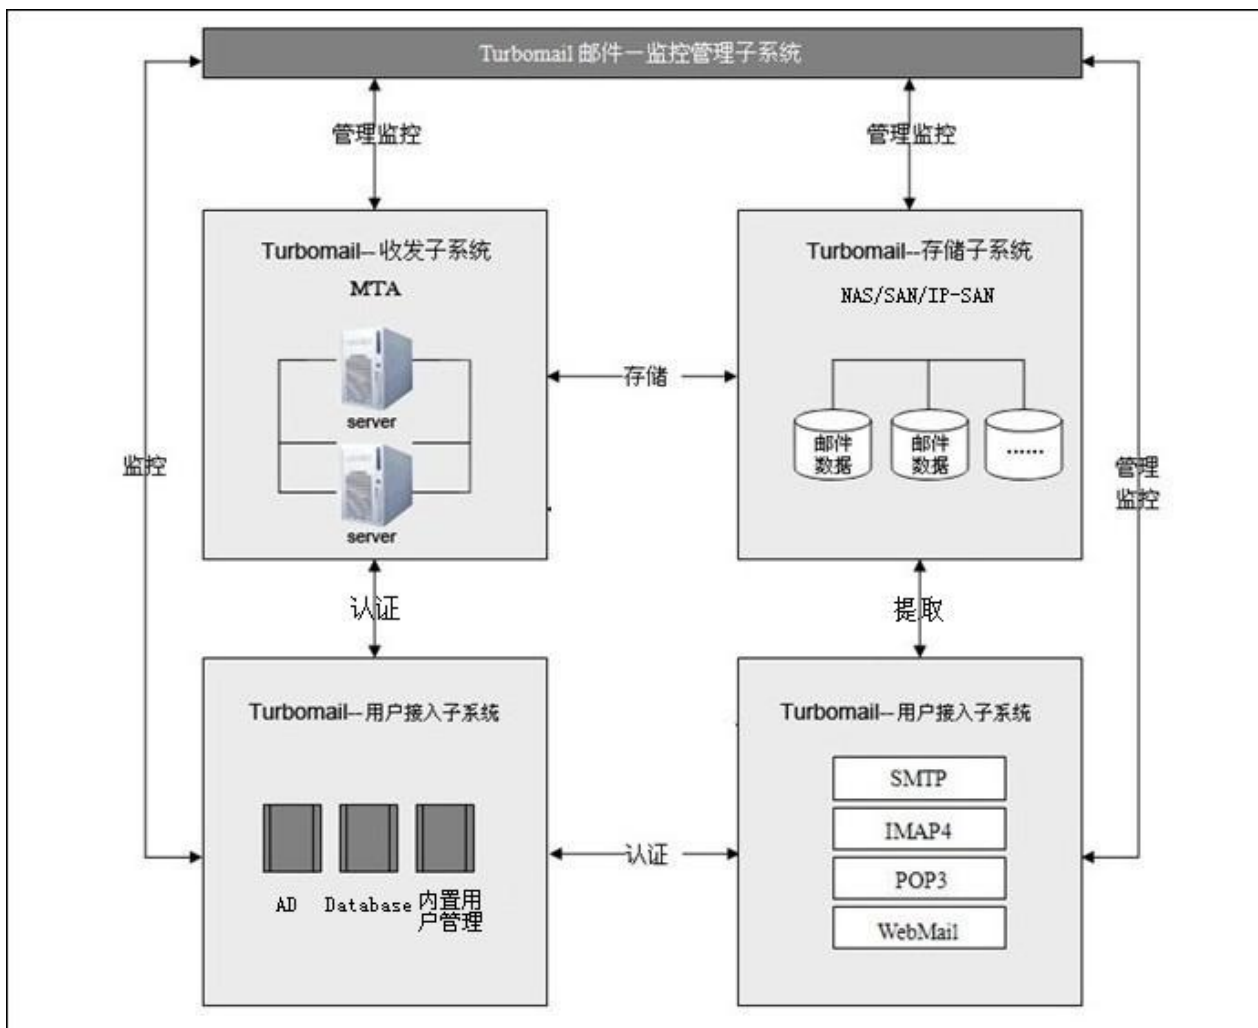 Turbomail 邮件一监控管理子系统
管理监控
管理监控
Turbomail-- 收发子系统
MTA
server
server
Turbomail--存储子系统
NAS/SAN/IP-SAN
邮件
数据
邮件
数据
......
存储
监控
管理
监控
认证
提取
Turbomail--用户接入子系统
AD
Database
内置用
户管理
认证
Turbomail--用户接入子系统
SMTP
IMAP4
POP3
WebMail